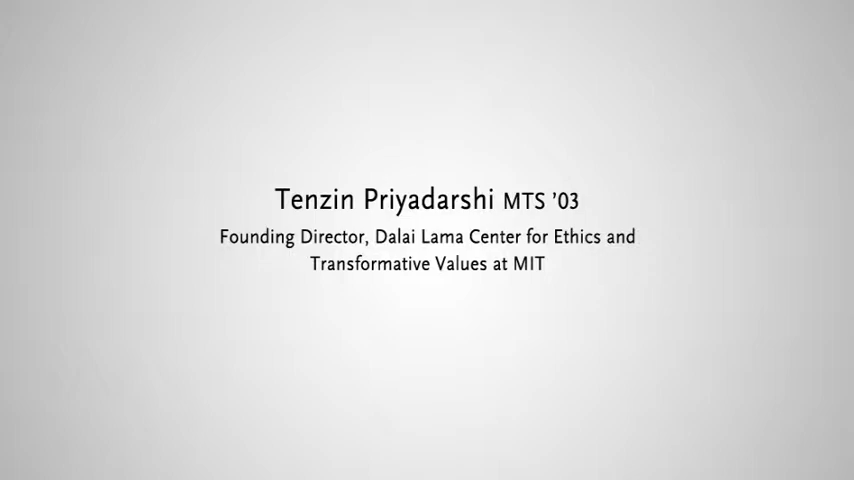 Tenzin Priyadarshi MTS ’03
Founding Director, Dalai Lama Center for Ethics and
Transformative Values at MIT